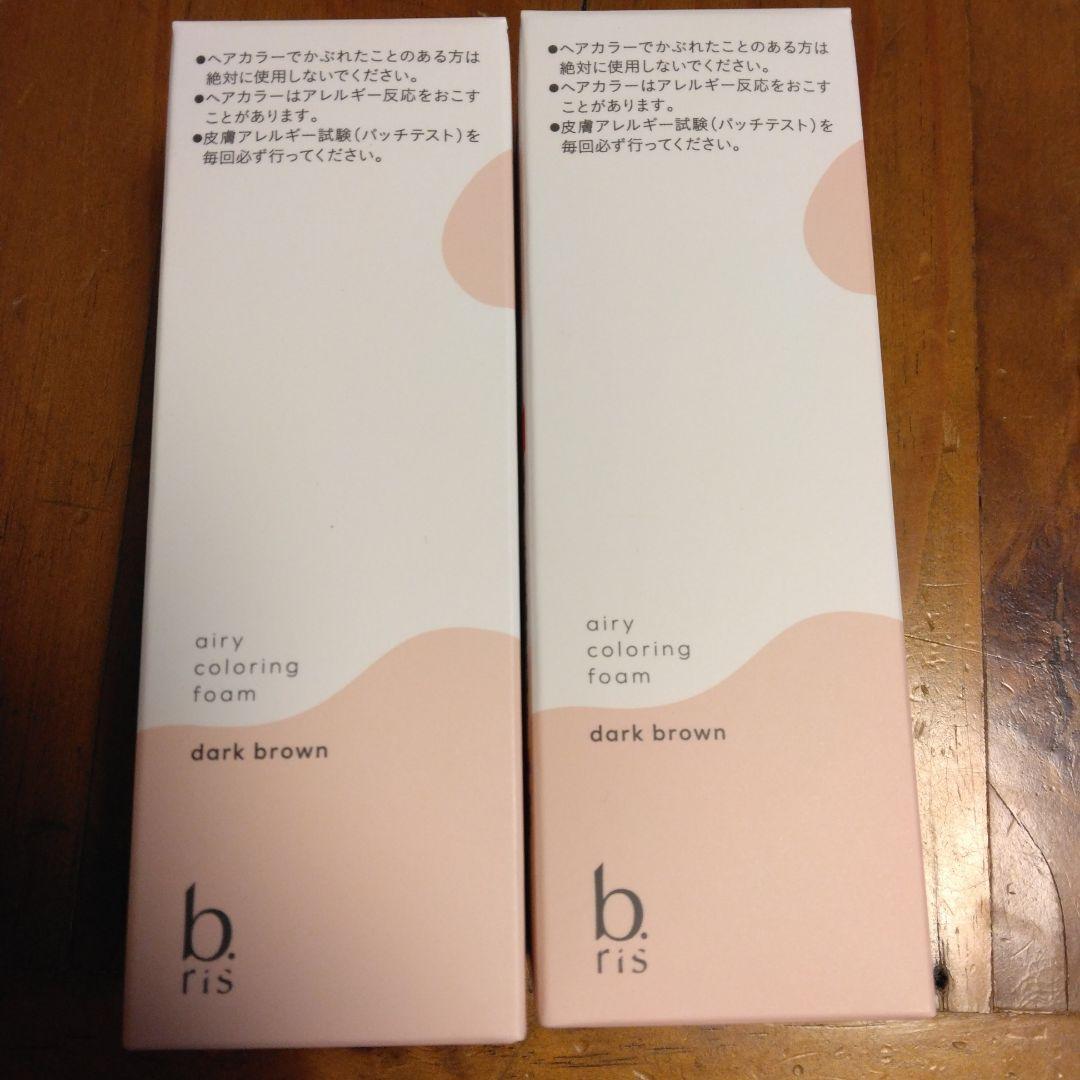 ●ヘアカラーでかぶれたことのある方は
絶対に使用しないでください。
●ヘアカラーはアレルギー反応をおこす
ことがあります。
●皮膚アレルギー試験(パッチテスト)を
毎回必ず行ってください。
airy
coloring
foam
dark brown
b.
ris
●ヘアカラーでかぶれたことのある方は
絶対に使用しないでください。
●ヘアカラーはアレルギー反応をおこす
ことがあります。
●皮膚アレルギー試験(パッチテスト)を
毎回必ず行ってください。
airy
coloring
foam
dark brown
b.
ris